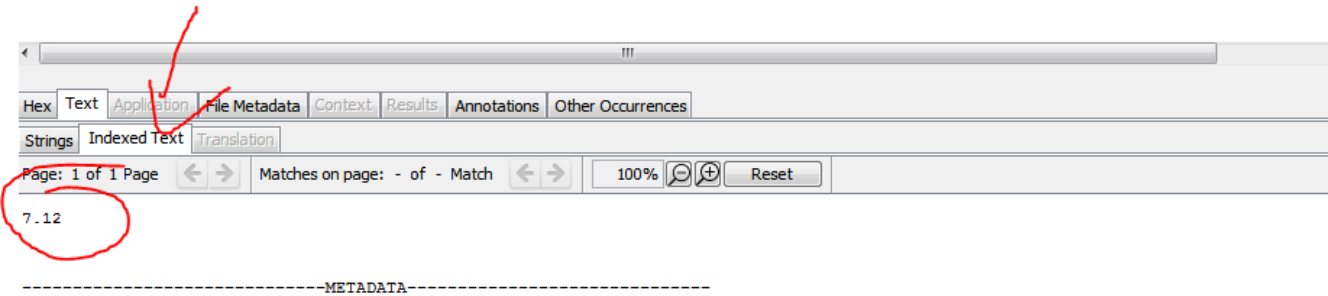 Hex Text Application File Metadata Context Results Annotations Other Occurrences
Strings Indexed Text Translation
Page: 1 of 1 Page Matches on page: - of - Match 100% Reset
7.12
------------------------------METADATA------------------------------